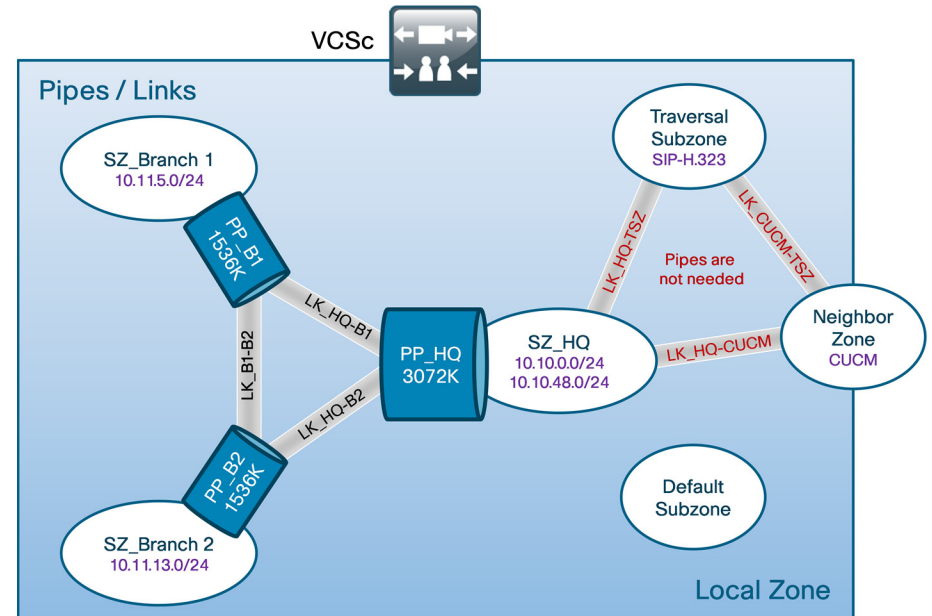 VCSc
Pipes / Links
SZ_Branch 1
10.11.5.0/24
PP_B1
1536K
LK_HQ-B1
LK_B1-B2
LK_HQ-B2
PP_B2
1536K
SZ_Branch 2
10.11.13.0/24
PP_HQ
3072K
SZ_HQ
10.10.0.0/24
10.10.48.0/24
Traversal
Subzone
SIP-H.323
LK_HQ-TSZ
LK_CUCM-TSZ
Pipes are
not needed
LK_HQ-CUCM
Neighbor
Zone
CUCM
Default
Subzone
Local Zone